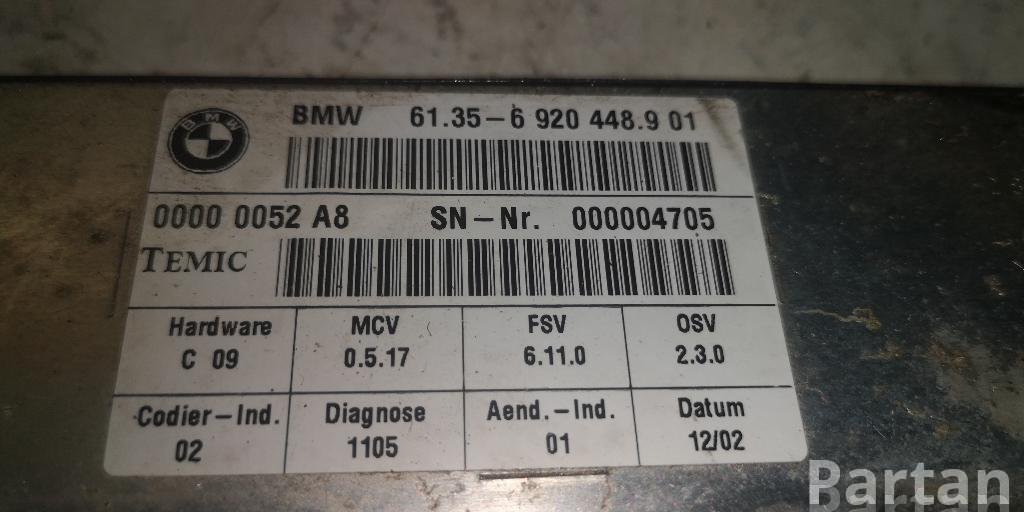 BMW
BMW 61.35-6 920 448.9 01
0000 0052 A8 SN-Nr. 000004705
TEMIC
Hardware MCV FSV OSV
C 09 0.5.17 6.11.0 2.3.0
Codier-Ind. Diagnose Aend.-Ind. Datum
02 1105 01 12/02
Partan